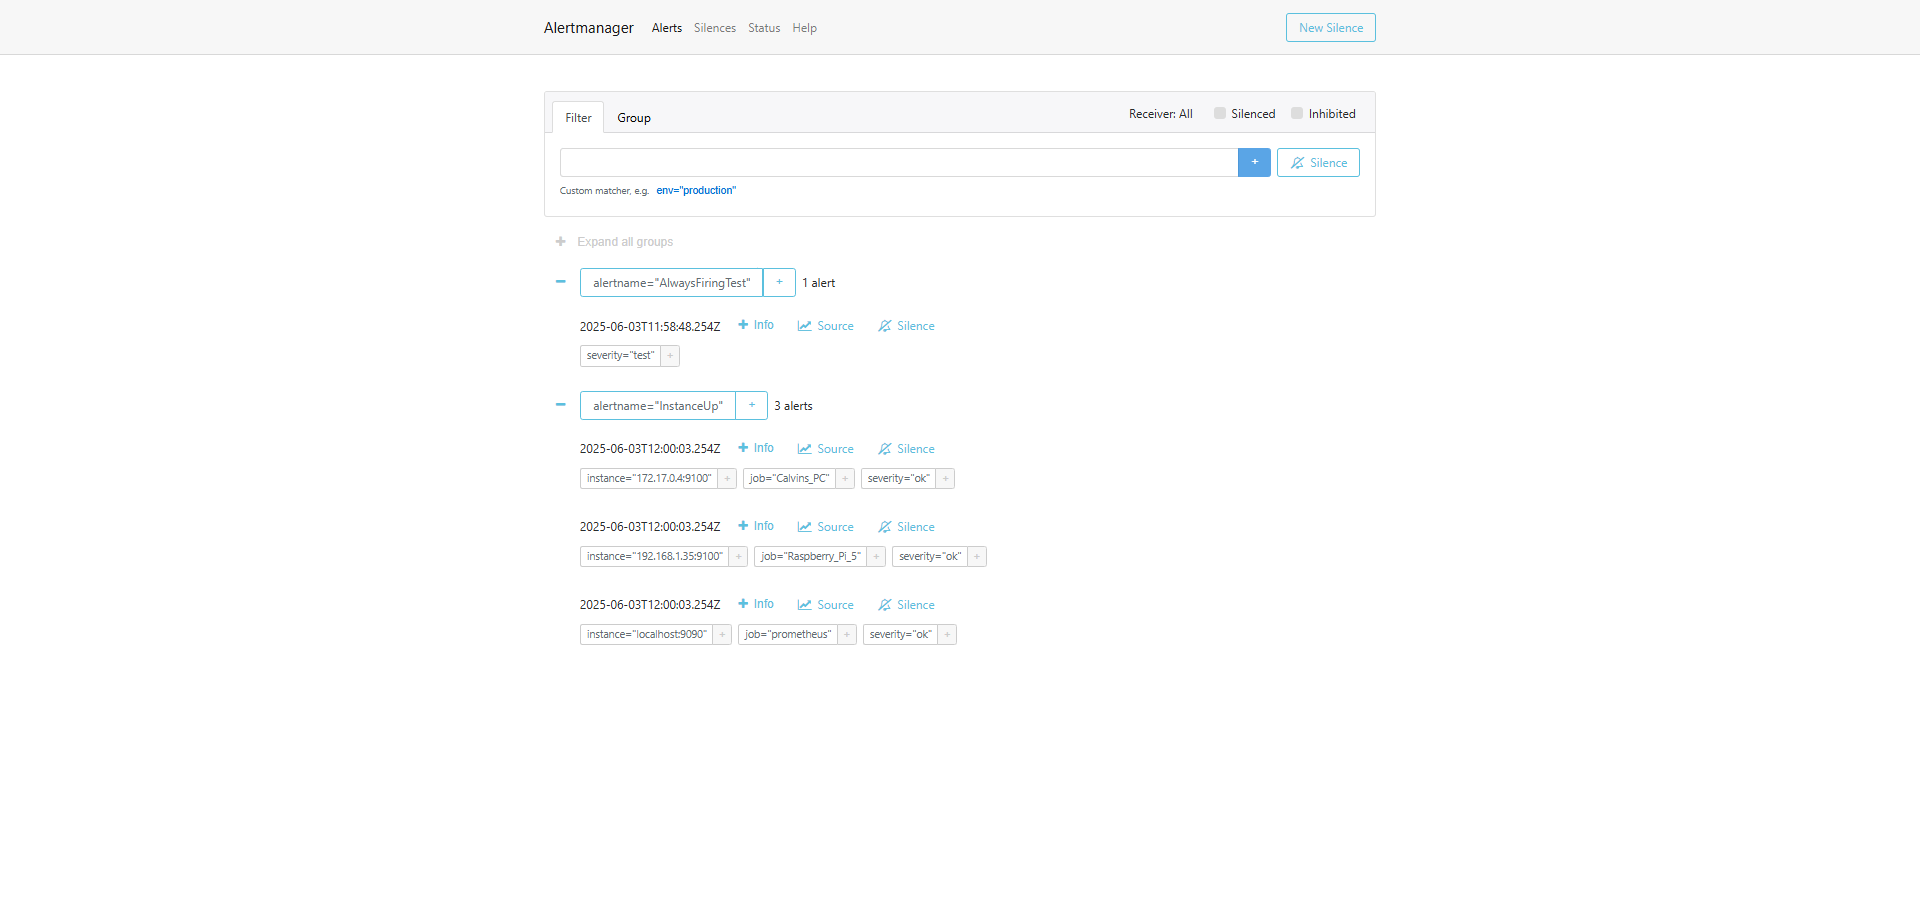 Alertmanager Alerts Silences Status Help New Silence
Filter Group Receiver: All Silenced Inhibited
+ Silence
Custom matcher, e.g. env="production"
+ Expand all groups
− alertname="AlwaysFiringTest" + 1 alert
2025-06-03T11:58:48.254Z + Info Source Silence
severity="test" +
− alertname="InstanceUp" + 3 alerts
2025-06-03T12:00:03.254Z + Info Source Silence
instance="172.17.0.4:9100" + job="Calvins_PC" + severity="ok" +
2025-06-03T12:00:03.254Z + Info Source Silence
instance="192.168.1.35:9100" + job="Raspberry_Pi_5" + severity="ok" +
2025-06-03T12:00:03.254Z + Info Source Silence
instance="localhost:9090" + job="prometheus" + severity="ok" +